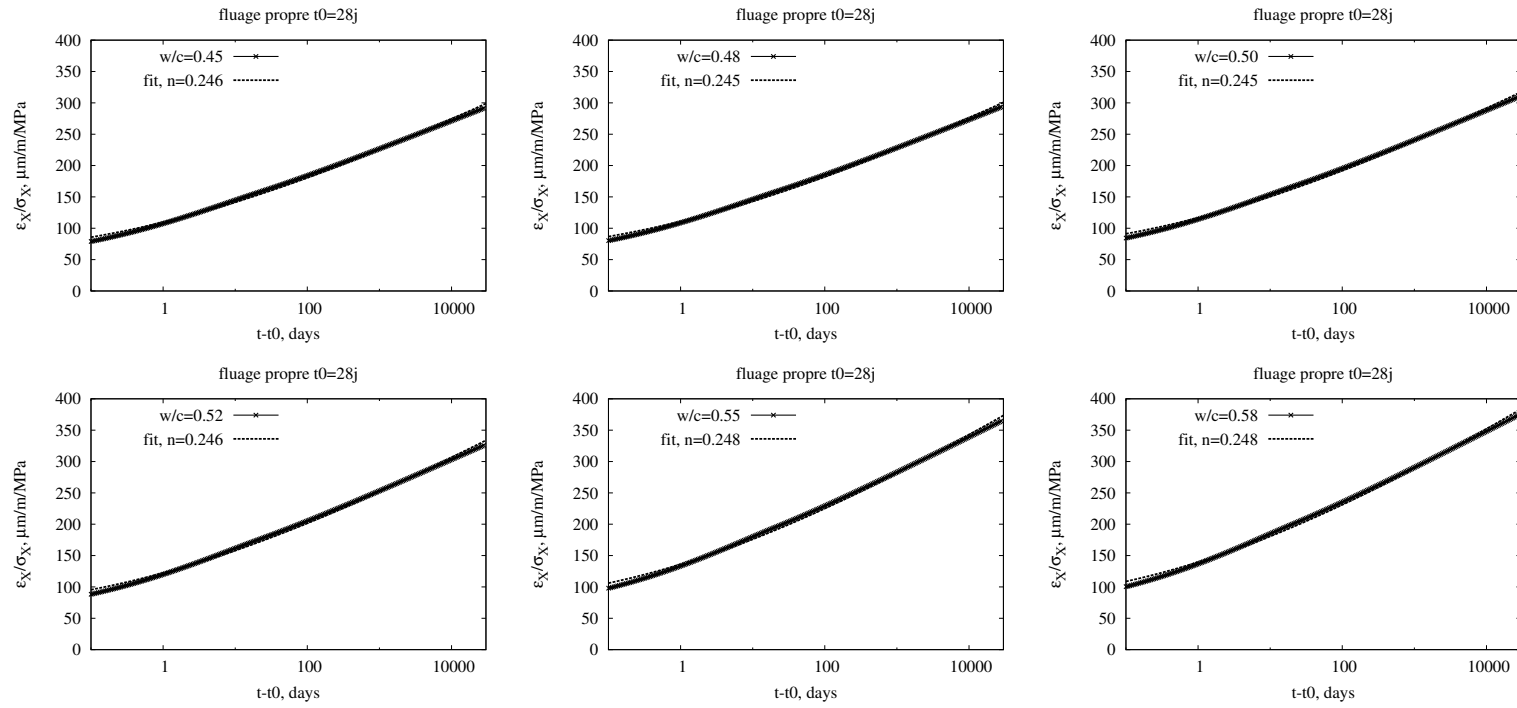 fluage propre t0=28j
400
350
300
250
200
150
100
50
0
w/c=0.45
fit, n=0.246
εX/σX, μm/m/MPa
1
100
10000
t-t0, days
fluage propre t0=28j
400
350
300
250
200
150
100
50
0
w/c=0.48
fit, n=0.245
εX/σX, μm/m/MPa
1
100
10000
t-t0, days
fluage propre t0=28j
400
350
300
250
200
150
100
50
0
w/c=0.50
fit, n=0.245
εX/σX, μm/m/MPa
1
100
10000
t-t0, days
fluage propre t0=28j
400
350
300
250
200
150
100
50
0
w/c=0.52
fit, n=0.246
εX/σX, μm/m/MPa
1
100
10000
t-t0, days
fluage propre t0=28j
400
350
300
250
200
150
100
50
0
w/c=0.55
fit, n=0.248
εX/σX, μm/m/MPa
1
100
10000
t-t0, days
fluage propre t0=28j
400
350
300
250
200
150
100
50
0
w/c=0.58
fit, n=0.248
εX/σX, μm/m/MPa
1
100
10000
t-t0, days